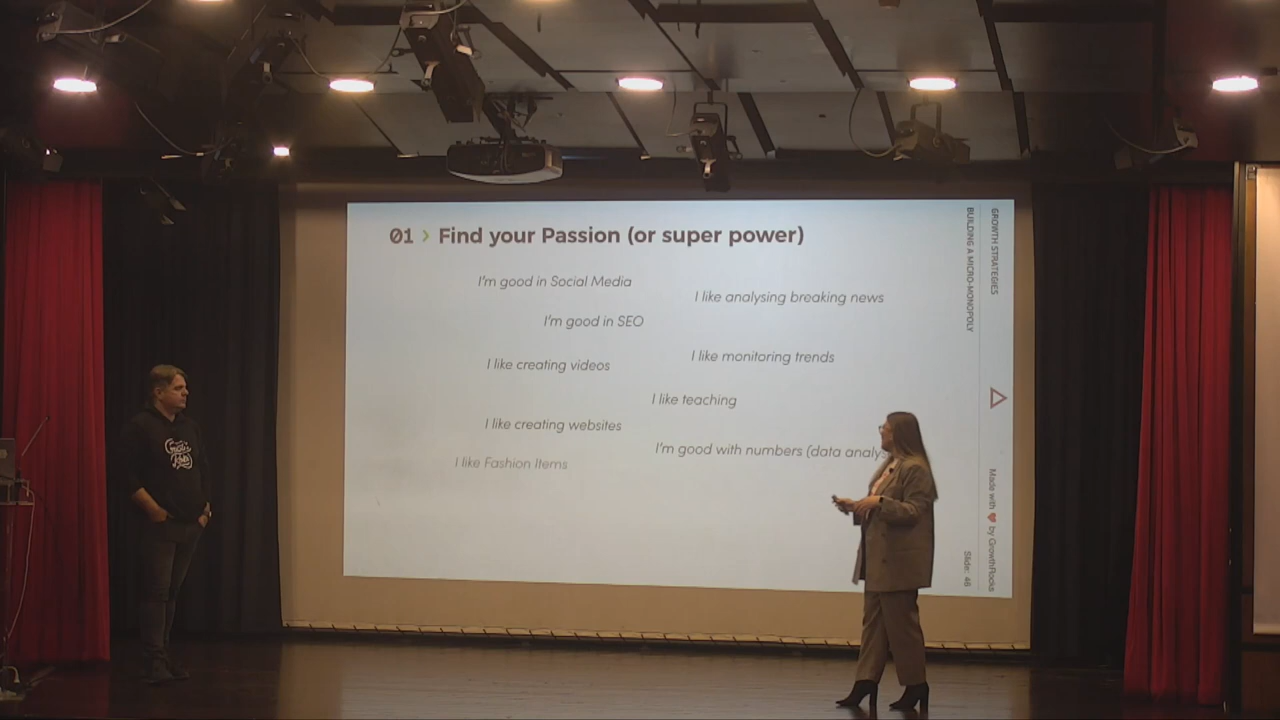 01 > Find your Passion (or super power)
I'm good in Social Media
I like analysing breaking news
I'm good in SEO
I like monitoring trends
I like creating videos
I like teaching
I like creating websites
I'm good with numbers (data analy
I like Fashion Items
GROWTH STRATEGIES
BUILDING A MICRO-MONOPOLY
Made with ❤ by GrowthRocks
Slide: 46